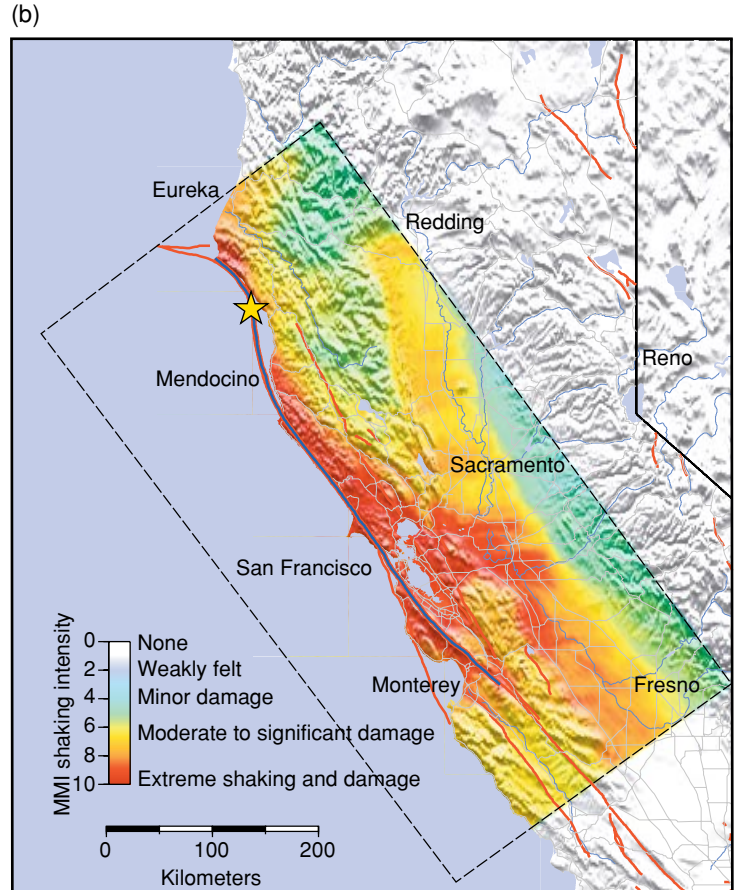 (b)
Eureka
Redding
Mendocino
Reno
Sacramento
San Francisco
Monterey
Fresno
MMI shaking intensity
0 None
2 Weakly felt
4 Minor damage
6 Moderate to significant damage
8
10 Extreme shaking and damage
0 100 200
Kilometers